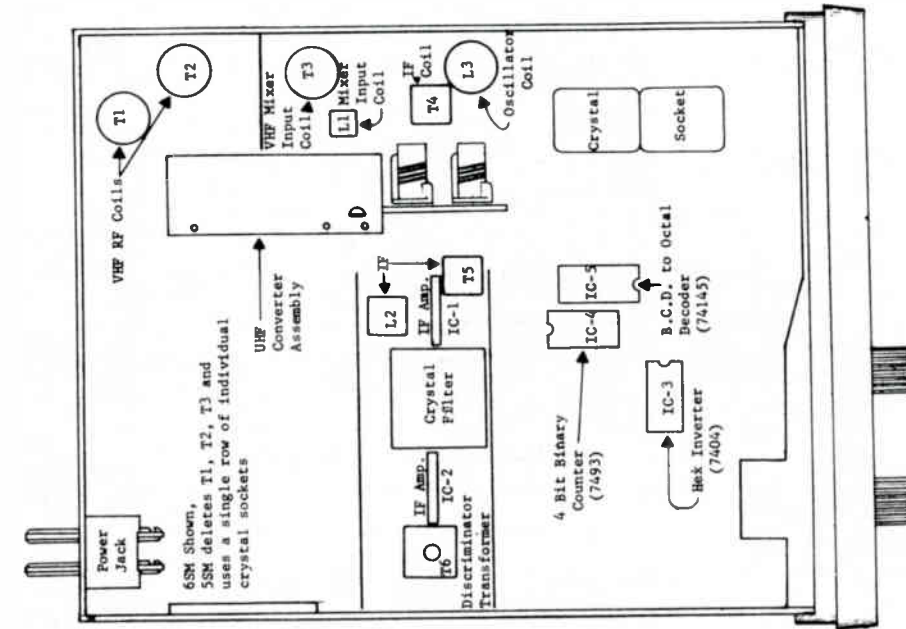 T1
T2
VHF RF Coils
VHF Mixer
Input
Coil
T3
L1
Mixer
Input
Coil
IF
Coil
T4
L3
Oscillator
Coil
Crystal
Socket
D
UHF
Converter
Assembly
IF
L2
T5
IF Amp.
IC-1
Crystal
Filter
IF Amp.
IC-2
T6
Discriminator
Transformer
IC-5
B.C.D. to Octal
Decoder
(74145)
IC-4
4 Bit Binary
Counter
(7493)
IC-3
Hex Inverter
(7404)
6SM Shown,
5SM deletes T1, T2, T3 and
uses a single row of individual
crystal sockets
Power
Jack